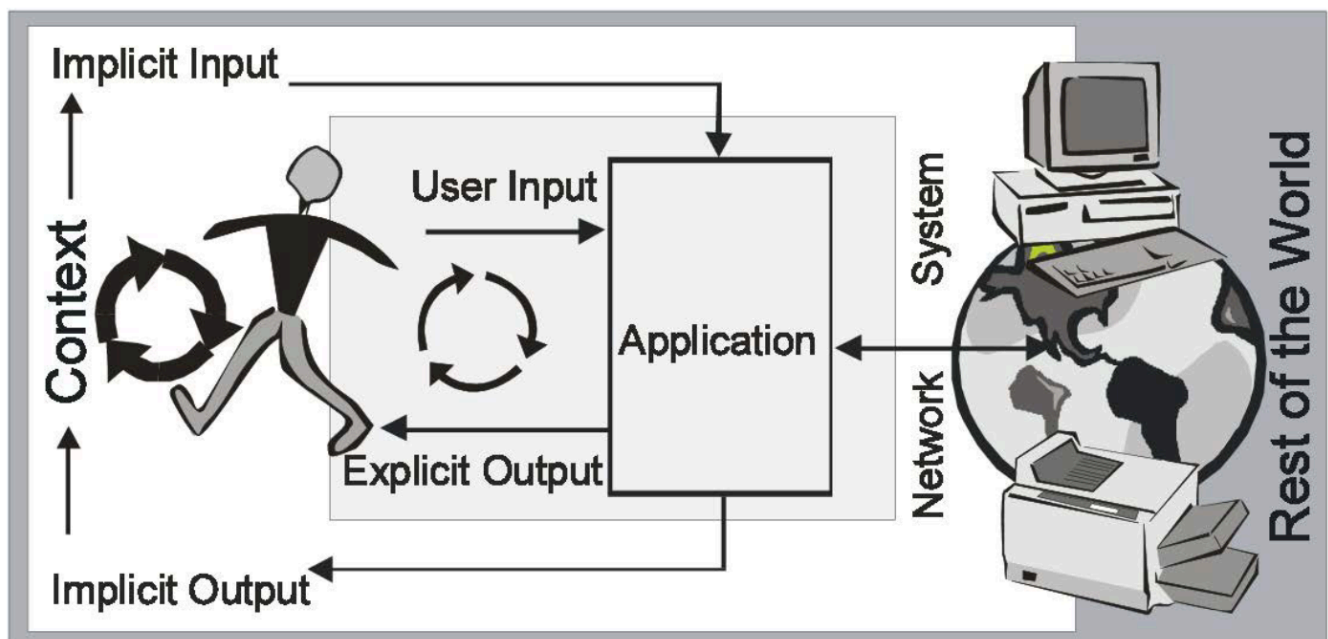 Implicit Input
User Input
Context
Application
System
Network
Rest of the World
Explicit Output
Implicit Output